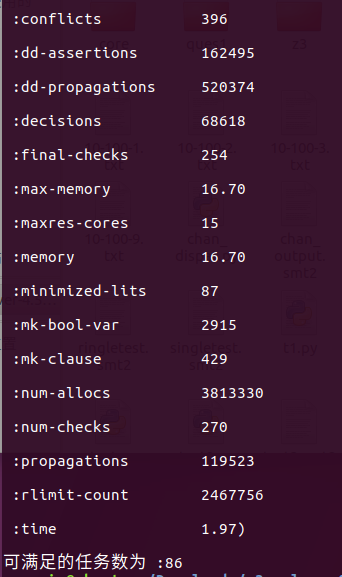 :conflicts 396
:dd-assertions 162495
:dd-propagations 520374
:decisions 68618
:final-checks 254
:max-memory 16.70
:maxres-cores 15
:memory 16.70
:minimized-lits 87
:mk-bool-var 2915
:mk-clause 429
:num-allocs 3813330
:num-checks 270
:propagations 119523
:rlimit-count 2467756
:time 1.97)
可满足的任务数为 :86